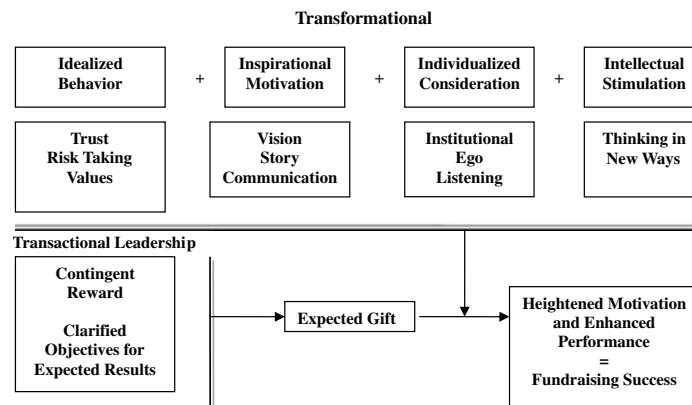 Transformational
Idealized
Behavior
+
Inspirational
Motivation
+
Individualized
Consideration
+
Intellectual
Stimulation
Trust
Risk Taking
Values
Vision
Story
Communication
Institutional
Ego
Listening
Thinking in
New Ways
Transactional Leadership
Contingent
Reward
Clarified
Objectives for
Expected Results
Expected Gift
Heightened Motivation
and Enhanced
Performance
=
Fundraising Success